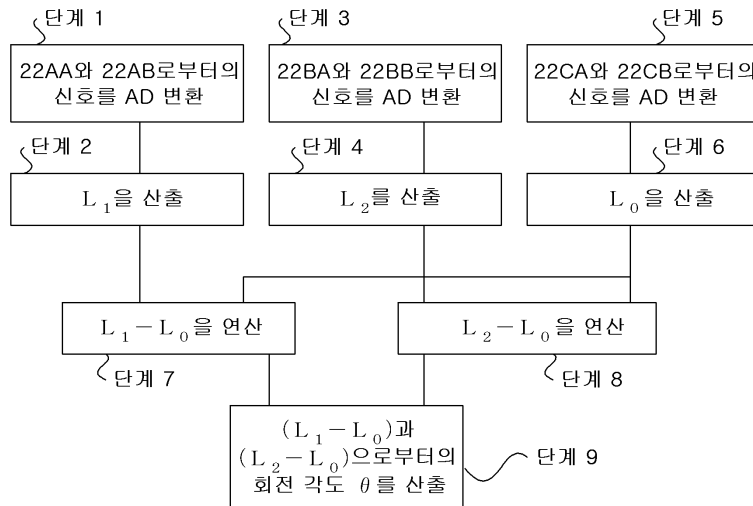 단계 1
단계 3
단계 5
22AA와 22AB로부터의
신호를 AD 변환
22BA와 22BB로부터의
신호를 AD 변환
22CA와 22CB로부터의
신호를 AD 변환
단계 2
단계 4
단계 6
L₁을 산출
L₂를 산출
L₀을 산출
L₁－L₀을 연산
L₂－L₀을 연산
단계 7
단계 8
(L₁－L₀)과
(L₂－L₀)으로부터의
회전 각도 θ를 산출
단계 9